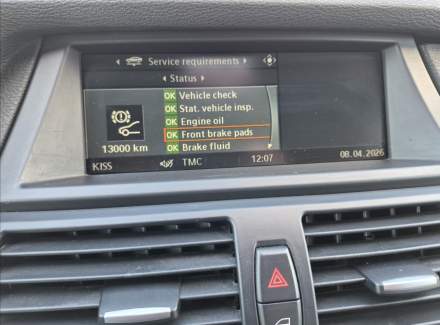 Service requirements
Status
OK Vehicle check
OK Stat. vehicle insp.
OK Engine oil
OK Front brake pads
13000 km OK Brake fluid
KISS TMC 12:07 08.04.2026